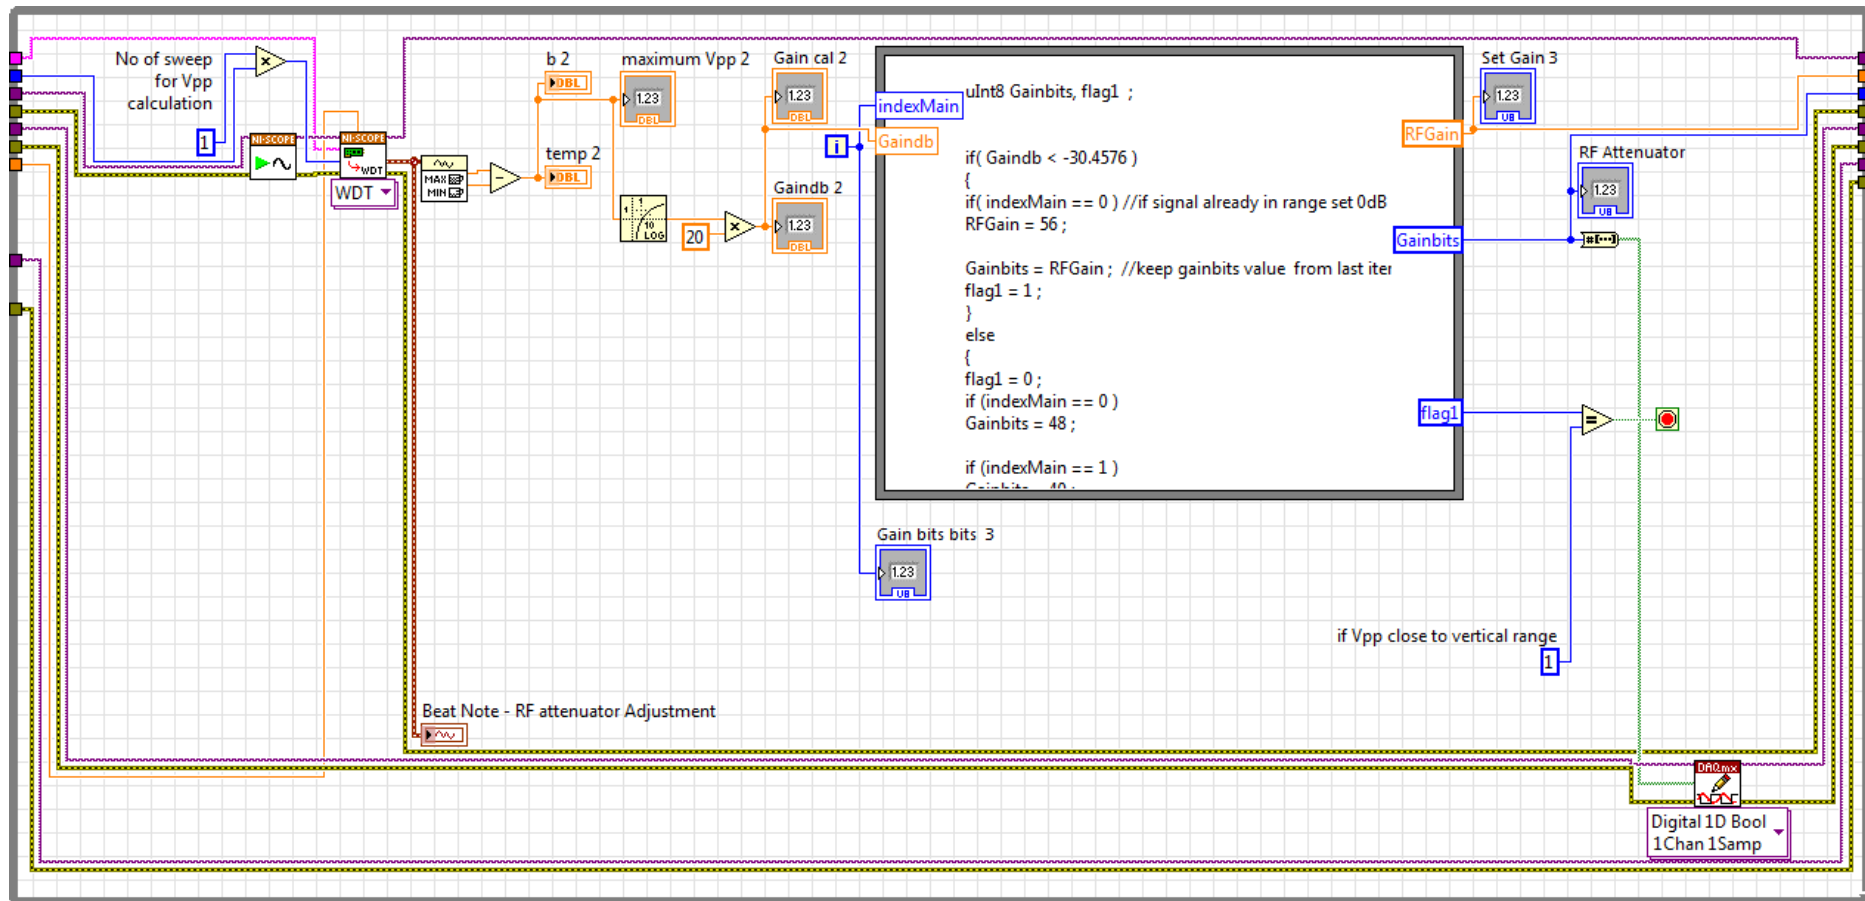 No of sweep
for Vpp
calculation
1
NI-SCOPE
NI-SCOPE
WDT
WDT
MAX
MIN
b 2
DBL
temp 2
DBL
maximum Vpp 2
1.23
DBL
10
LOG
20
Gain cal 2
1.23
DBL
Gaindb 2
1.23
DBL
i
indexMain
Gaindb
uInt8 Gainbits, flag1 ;
if( Gaindb < -30.4576 )
{
if( indexMain == 0 ) //if signal already in range set 0dB
RFGain = 56 ;
Gainbits = RFGain ; //keep gainbits value from last iter
flag1 = 1 ;
}
else
{
flag1 = 0 ;
if (indexMain == 0 )
Gainbits = 48 ;
if (indexMain == 1 )
RFGain
Gainbits
flag1
Set Gain 3
1.23
U8
RF Attenuator
1.23
U8
Gain bits bits 3
1.23
U8
if Vpp close to vertical range
1
Beat Note - RF attenuator Adjustment
DAQmx
Digital 1D Bool
1Chan 1Samp